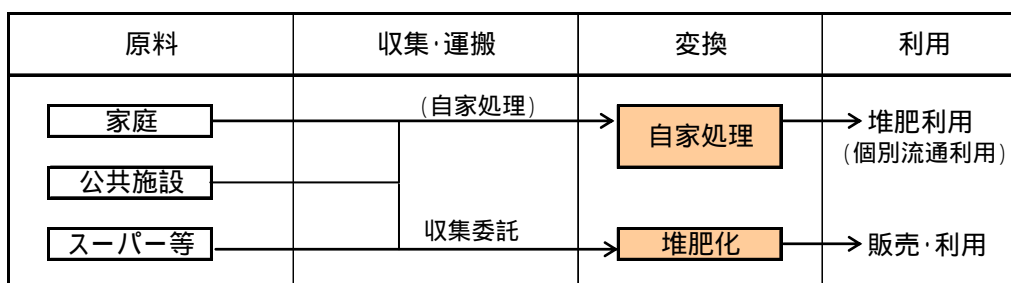 原料
収集・運搬
変換
利用
家庭
(自家処理)
自家処理
堆肥利用
(個別流通利用)
公共施設
スーパー等
収集委託
堆肥化
販売・利用